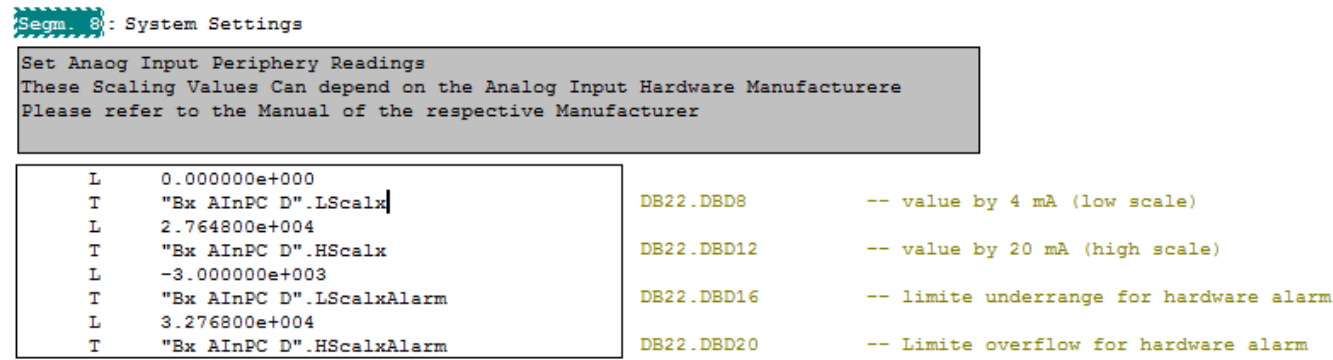 Segm. 8: System Settings
Set Anaog Input Periphery Readings
These Scaling Values Can depend on the Analog Input Hardware Manufacturere
Please refer to the Manual of the respective Manufacturer
L 0.000000e+000
T "Bx AInPC D".LScalx DB22.DBD8 -- value by 4 mA (low scale)
L 2.764800e+004
T "Bx AInPC D".HScalx DB22.DBD12 -- value by 20 mA (high scale)
L -3.000000e+003
T "Bx AInPC D".LScalxAlarm DB22.DBD16 -- limite underrange for hardware alarm
L 3.276800e+004
T "Bx AInPC D".HScalxAlarm DB22.DBD20 -- Limite overflow for hardware alarm